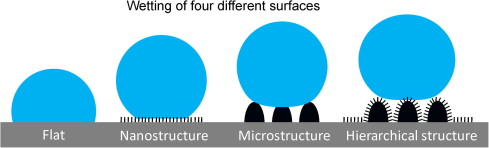 Wetting of four different surfaces
Flat
Nanostructure
Microstructure
Hierarchical structure